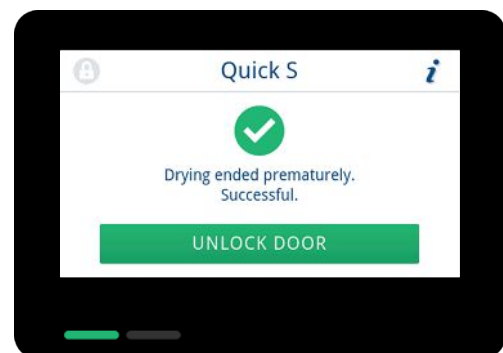 Quick S
i
Drying ended prematurely.
Successful.
UNLOCK DOOR